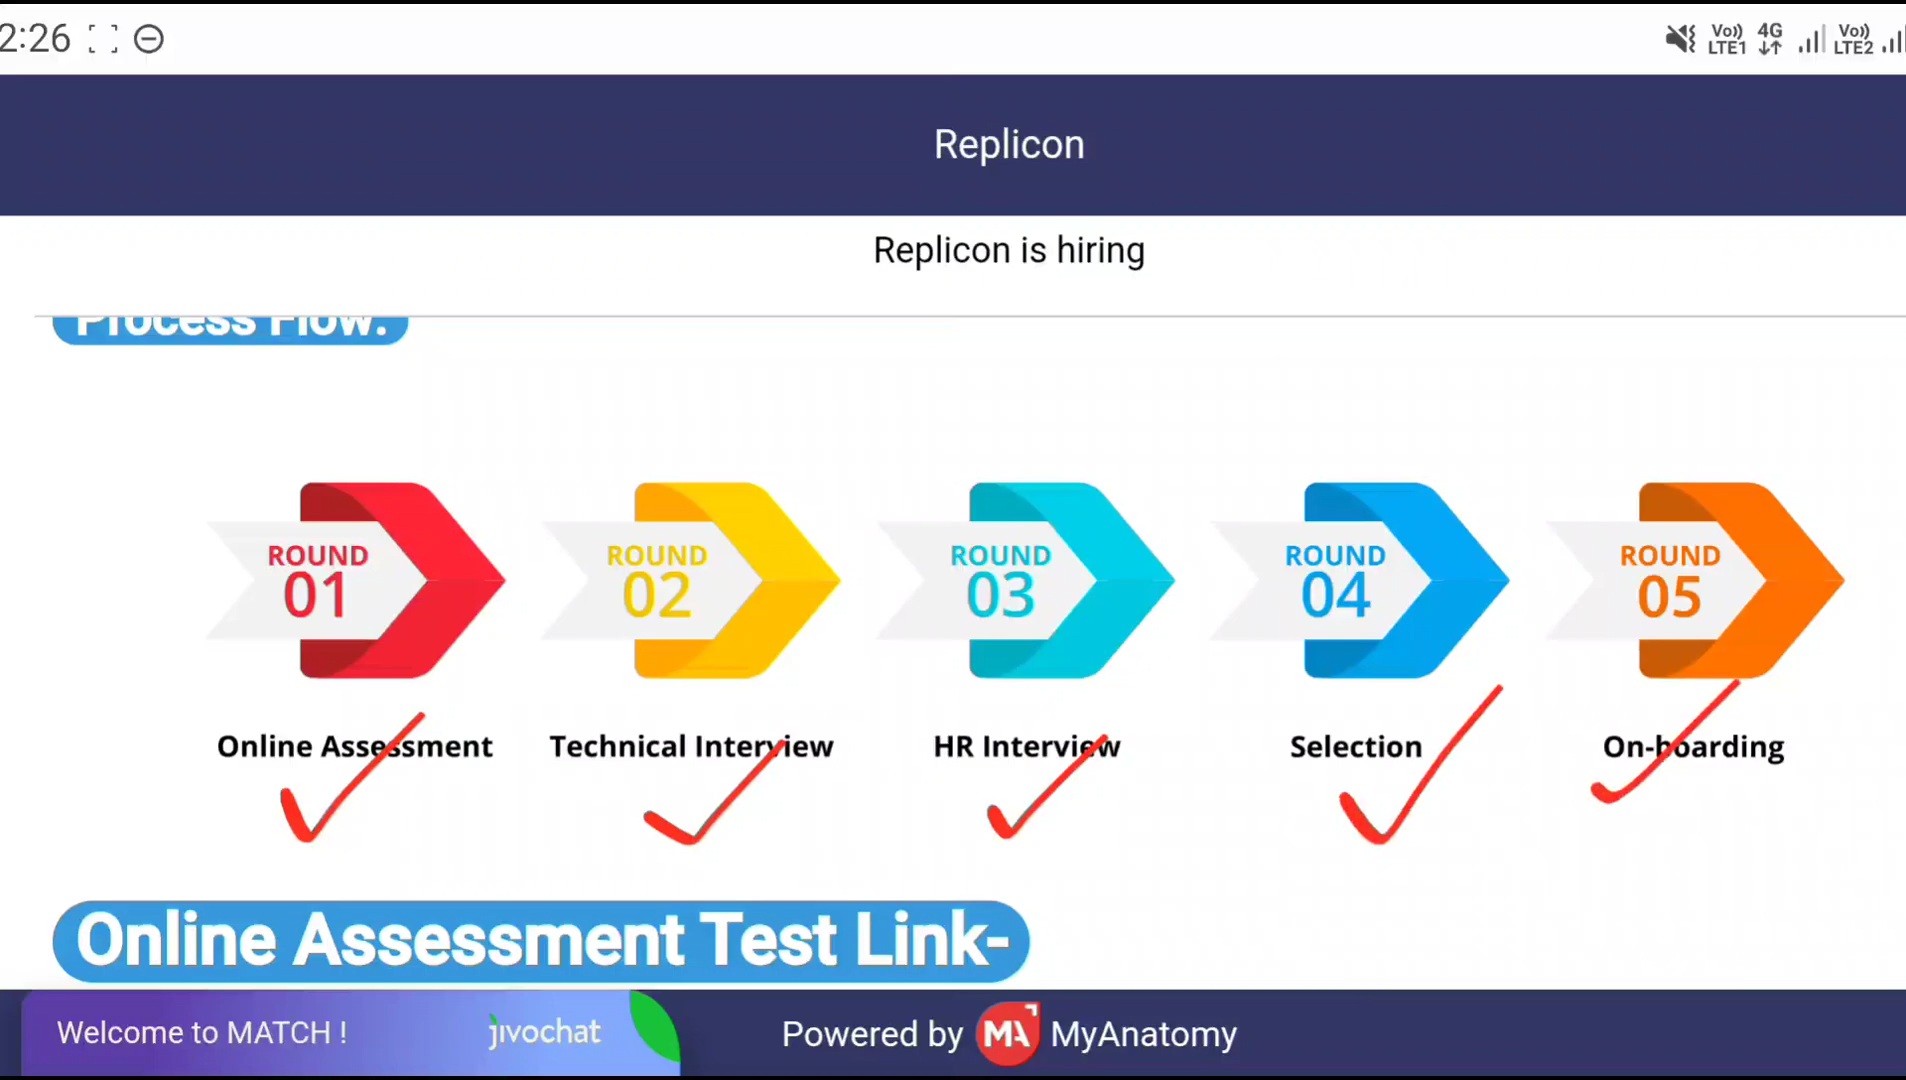 2:26 Vo)) LTE1 4G Vo)) LTE2
Replicon
Replicon is hiring
Process Flow:
ROUND 01
ROUND 02
ROUND 03
ROUND 04
ROUND 05
Online Assessment
Technical Interview
HR Interview
Selection
On-boarding
Online Assessment Test Link-
Welcome to MATCH !
jivochat
Powered by MA MyAnatomy